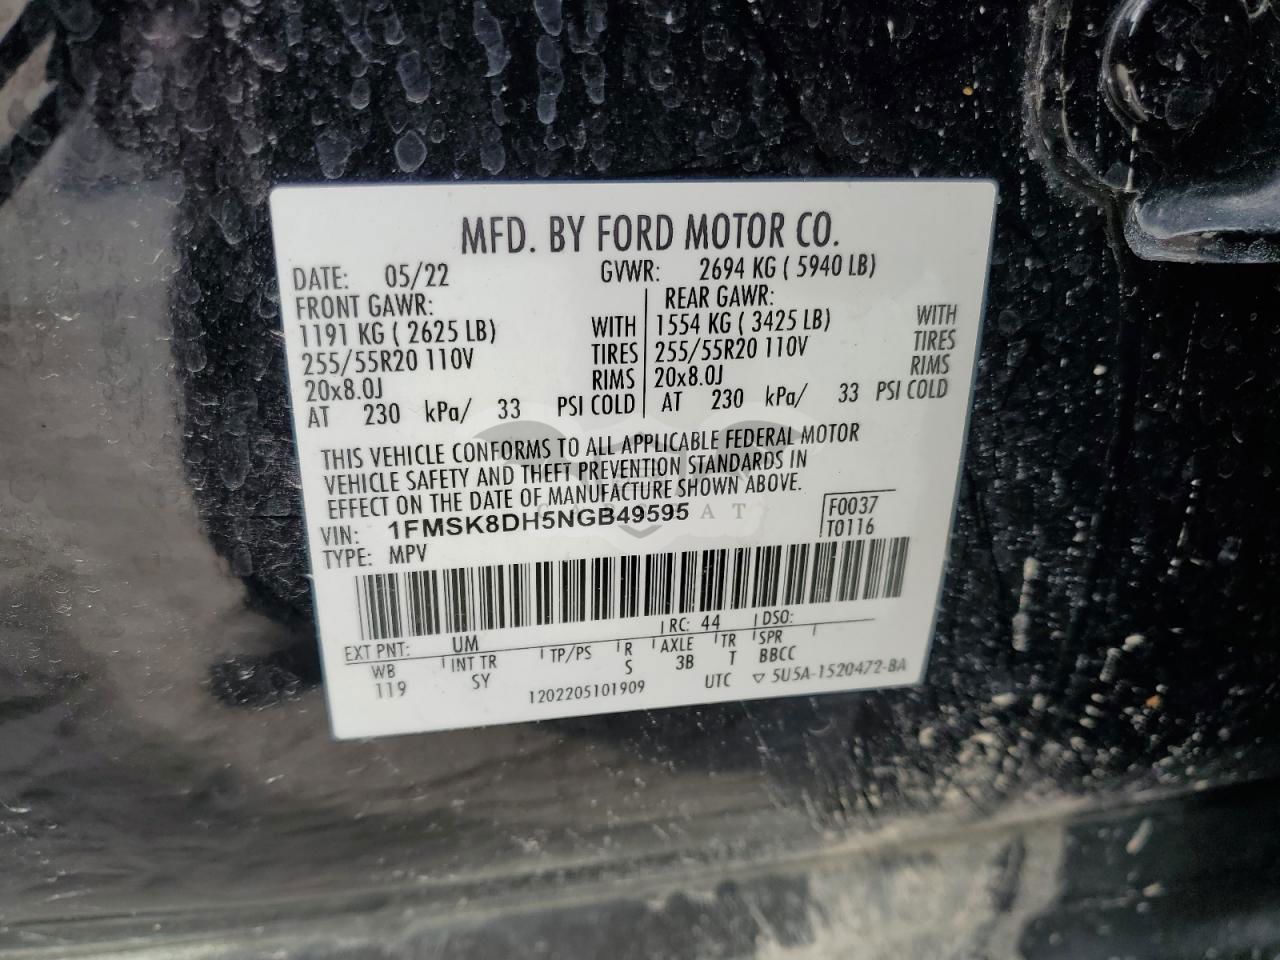 MFD. BY FORD MOTOR CO.
DATE: 05/22 GVWR: 2694 KG ( 5940 LB)
FRONT GAWR: REAR GAWR:
1191 KG ( 2625 LB) WITH 1554 KG ( 3425 LB) WITH
255/55R20 110V TIRES 255/55R20 110V TIRES
20x8.0J RIMS 20x8.0J RIMS
AT 230 kPa/ 33 PSI COLD AT 230 kPa/ 33 PSI COLD
THIS VEHICLE CONFORMS TO ALL APPLICABLE FEDERAL MOTOR
VEHICLE SAFETY AND THEFT PREVENTION STANDARDS IN
EFFECT ON THE DATE OF MANUFACTURE SHOWN ABOVE.
VIN: 1FMSK8DH5NGB49595 F0037
TYPE: MPV T0116
EXT PNT: UM RC: 44 DSO:
WB INT TR TP/PS R AXLE TR SPR
119 SY S 3B T BBCC
1202205101909 UTC ▽ 5U5A-1520472-BA